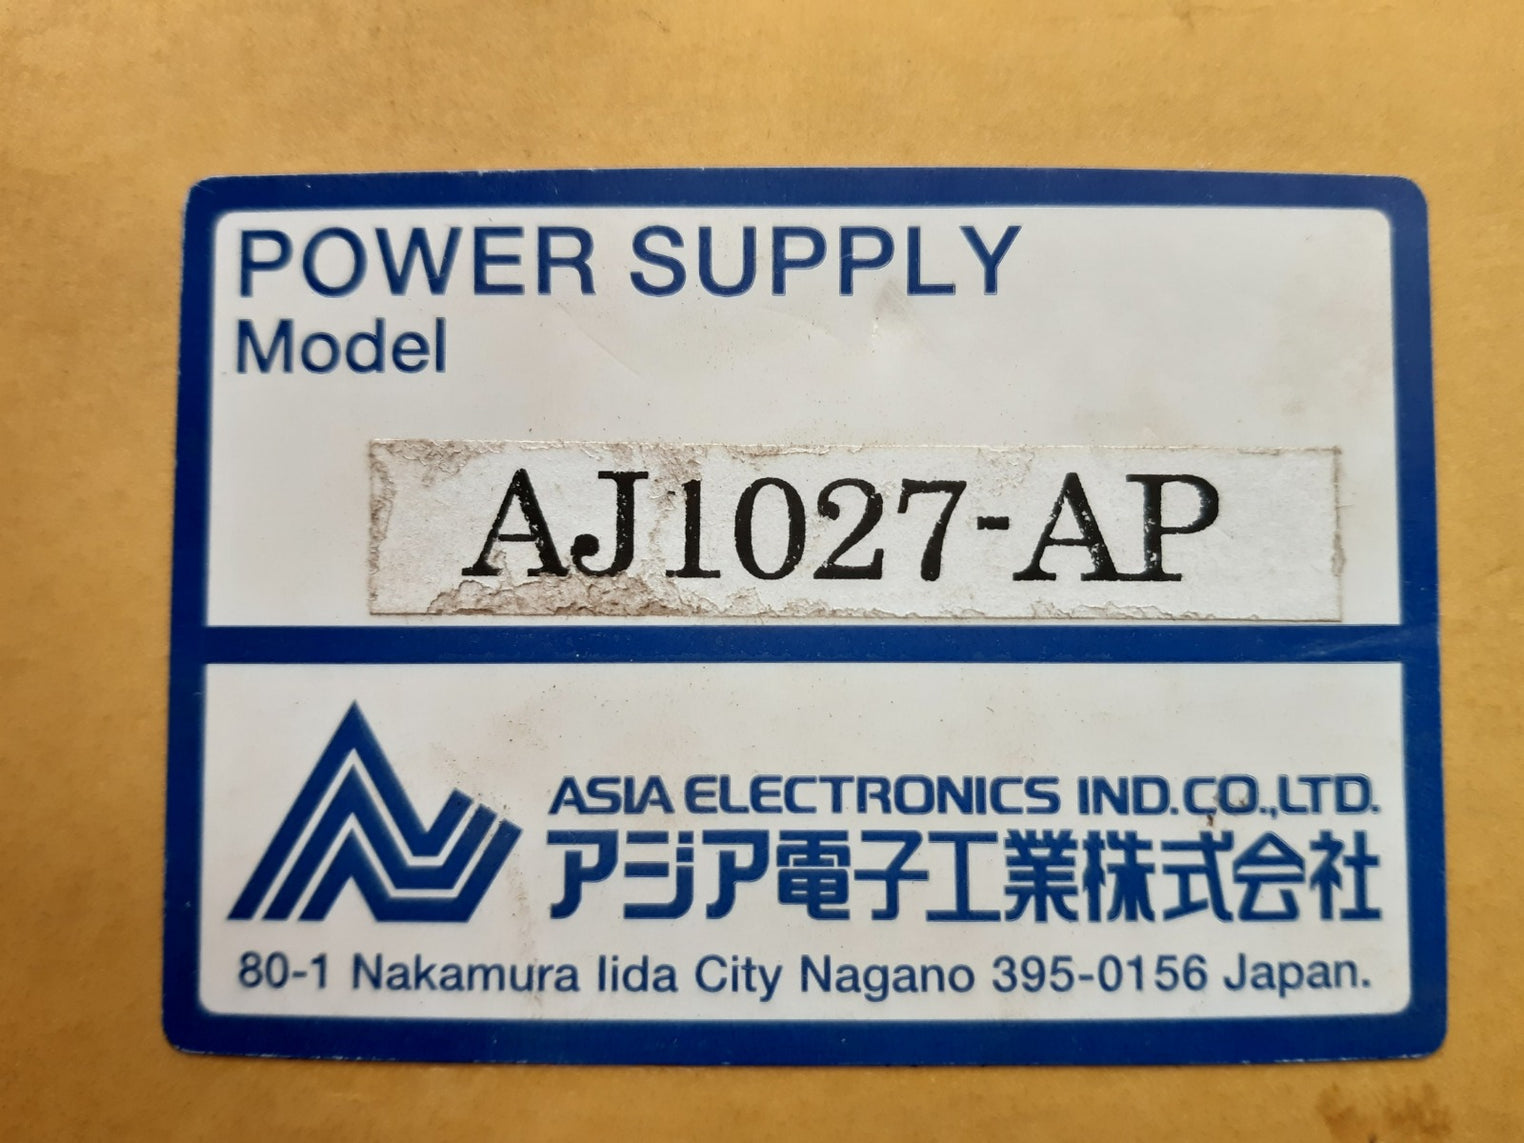 POWER SUPPLY
Model
AJ1027-AP
ASIA ELECTRONICS IND.CO.,LTD.
アジア電子工業株式会社
80-1 Nakamura Iida City Nagano 395-0156 Japan.